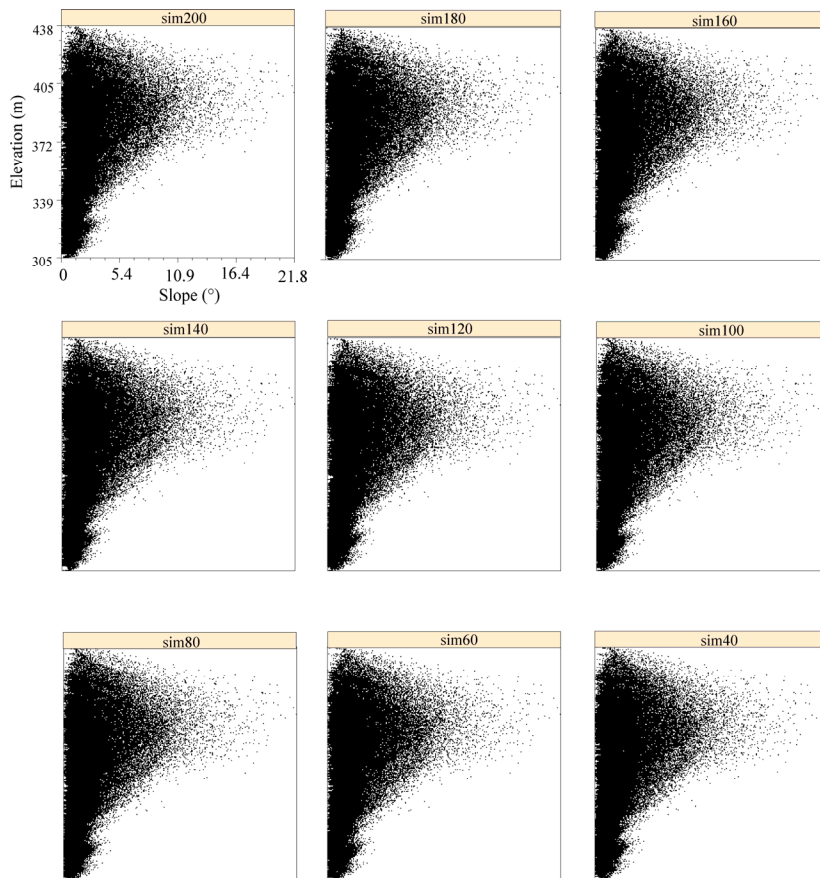 sim200
sim180
sim160
438
405
372
339
305
Elevation (m)
0
5.4
10.9
16.4
21.8
Slope (°)
sim140
sim120
sim100
sim80
sim60
sim40